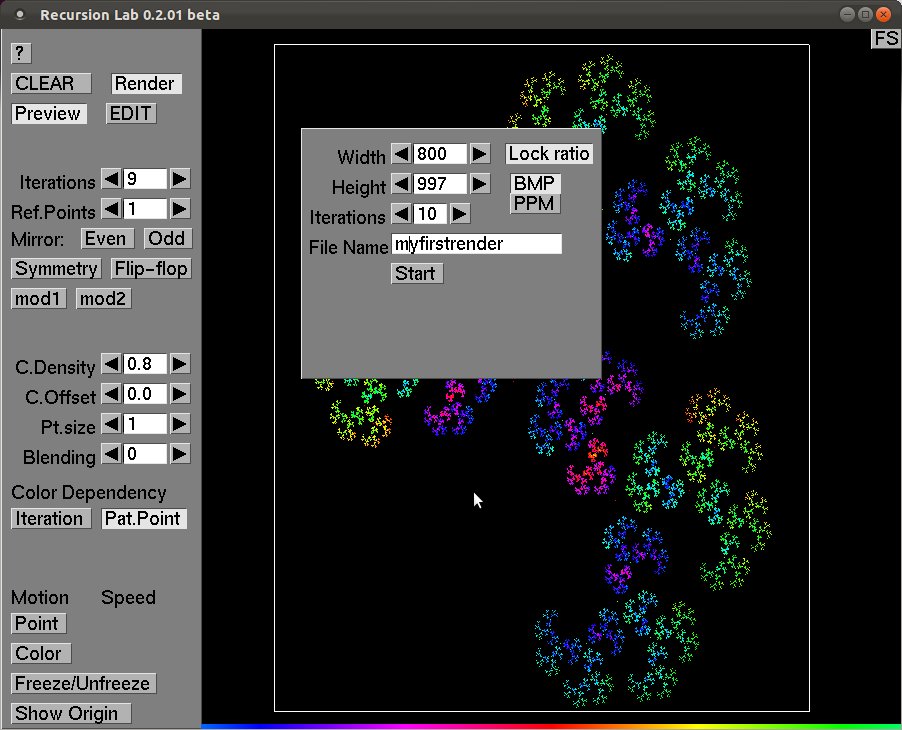 Recursion Lab 0.2.01 beta
FS
?
CLEAR Render
Preview EDIT
Iterations 9
Ref.Points 1
Mirror: Even Odd
Symmetry Flip-flop
mod1 mod2
C.Density 0.8
C.Offset 0.0
Pt.size 1
Blending 0
Color Dependency
Iteration Pat.Point
Motion Speed
Point
Color
Freeze/Unfreeze
Show Origin
Width 800 Lock ratio
Height 997 BMP
PPM
Iterations 10
File Name myfirstrender
Start